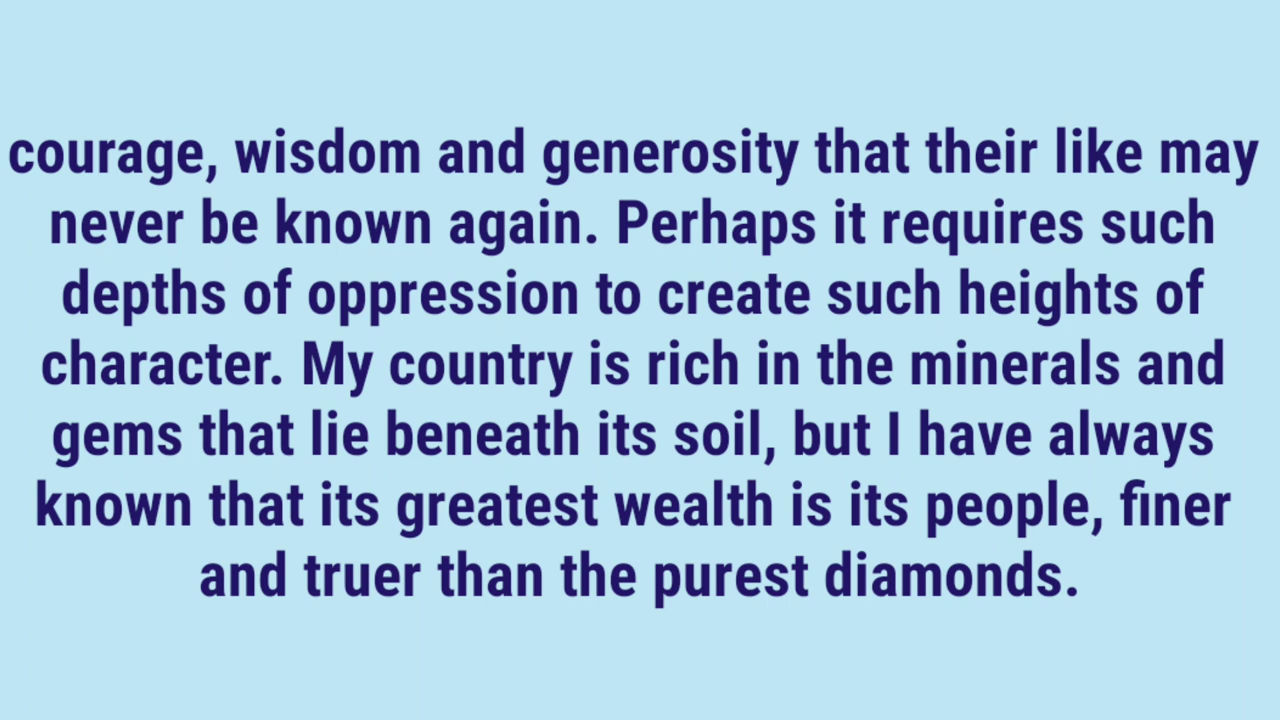 courage, wisdom and generosity that their like may
never be known again. Perhaps it requires such
depths of oppression to create such heights of
character. My country is rich in the minerals and
gems that lie beneath its soil, but I have always
known that its greatest wealth is its people, finer
and truer than the purest diamonds.